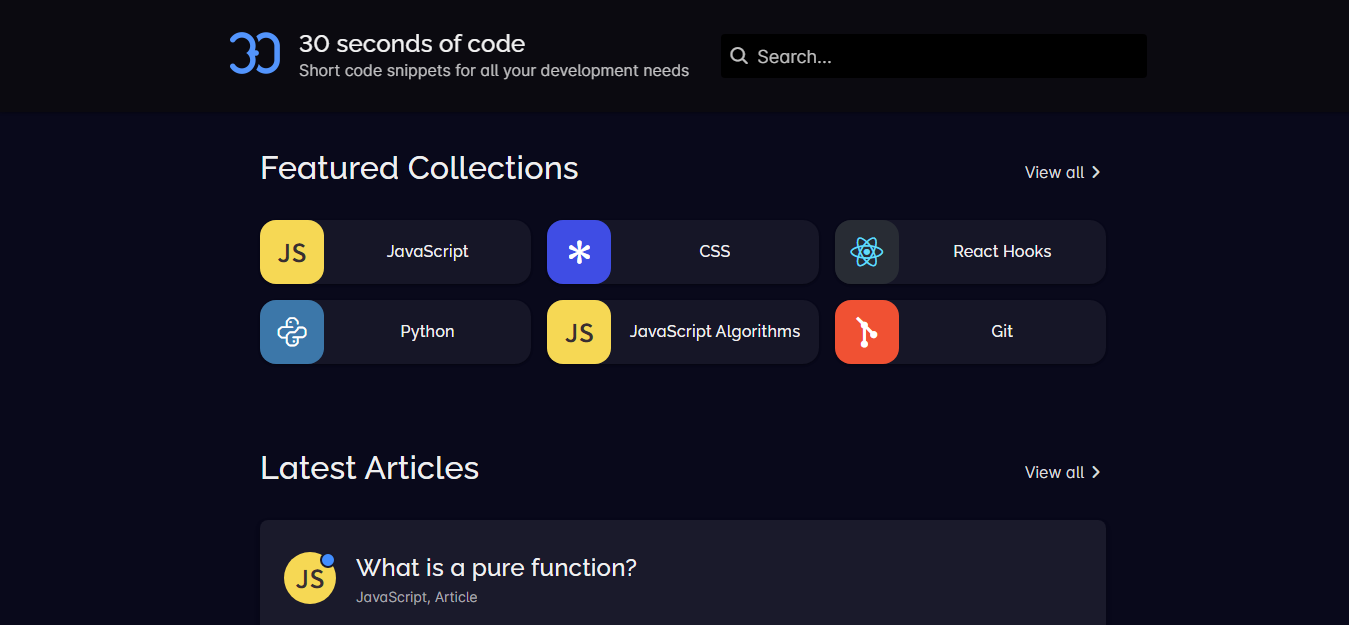 30
30 seconds of code
Short code snippets for all your development needs
Search...
Featured Collections
View all
JS
JavaScript
CSS
React Hooks
Python
JS
JavaScript Algorithms
Git
Latest Articles
View all
JS
What is a pure function?
JavaScript, Article